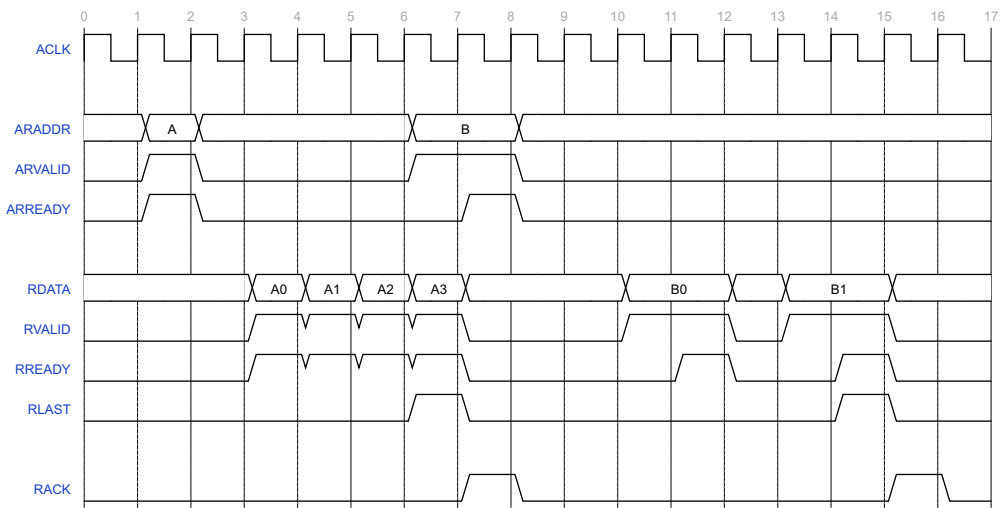 0 1 2 3 4 5 6 7 8 9 10 11 12 13 14 15 16 17
ACLK
ARADDR A B
ARVALID
ARREADY
RDATA A0 A1 A2 A3 B0 B1
RVALID
RREADY
RLAST
RACK